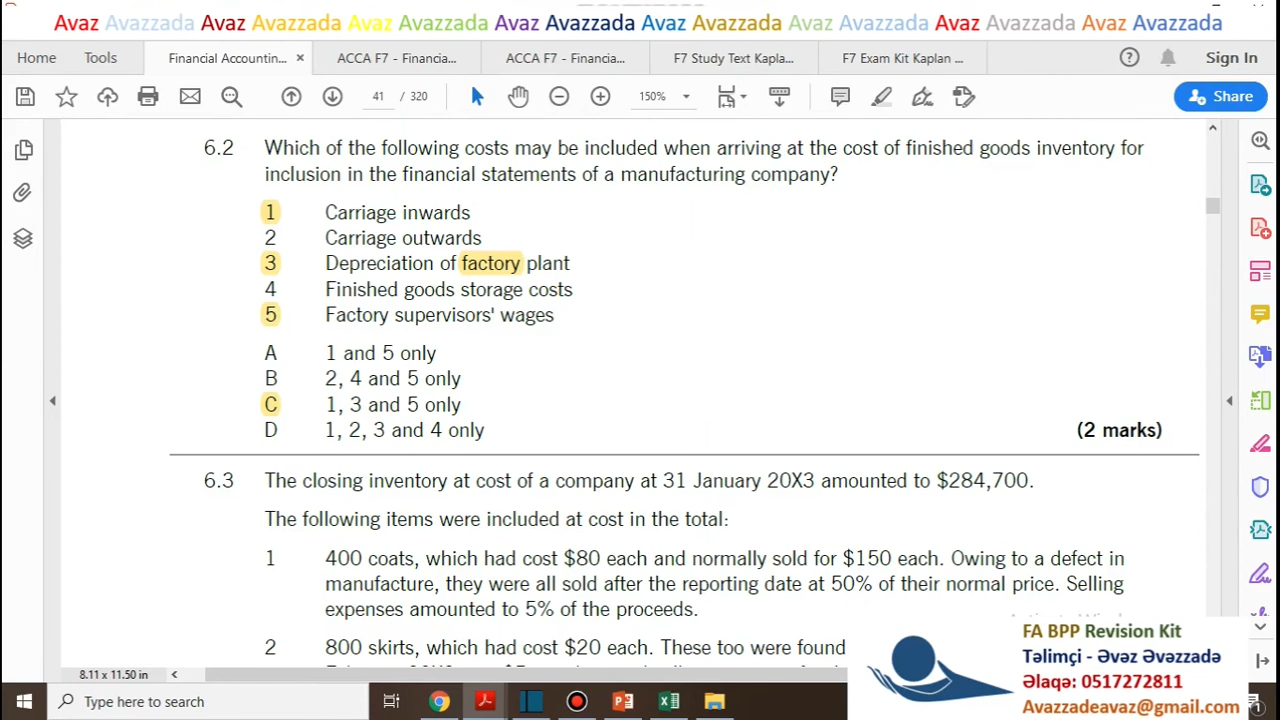 Avaz Avazzada Avaz Avazzada Avaz Avazzada Avaz Avazzada Avaz Avazzada Avaz Avazzada Avaz Avazzada Avaz Avazzada
Home Tools Financial Accounting... × ACCA F7 - Financia... ACCA F7 - Financia... F7 Study Text Kapla... F7 Exam Kit Kaplan ... Sign In
41 / 320 150% Share
6.2 Which of the following costs may be included when arriving at the cost of finished goods inventory for
inclusion in the financial statements of a manufacturing company?
1 Carriage inwards
2 Carriage outwards
3 Depreciation of factory plant
4 Finished goods storage costs
5 Factory supervisors' wages
A 1 and 5 only
B 2, 4 and 5 only
C 1, 3 and 5 only
D 1, 2, 3 and 4 only (2 marks)
6.3 The closing inventory at cost of a company at 31 January 20X3 amounted to $284,700.
The following items were included at cost in the total:
1 400 coats, which had cost $80 each and normally sold for $150 each. Owing to a defect in
manufacture, they were all sold after the reporting date at 50% of their normal price. Selling
expenses amounted to 5% of the proceeds.
2 800 skirts, which had cost $20 each. These too were found
FA BPP Revision Kit
Təlimçi - Əvəz Əvəzzadə
Əlaqə: 0517272811
Avazzadeavaz@gmail.com
8.11 x 11.50 in
Type here to search